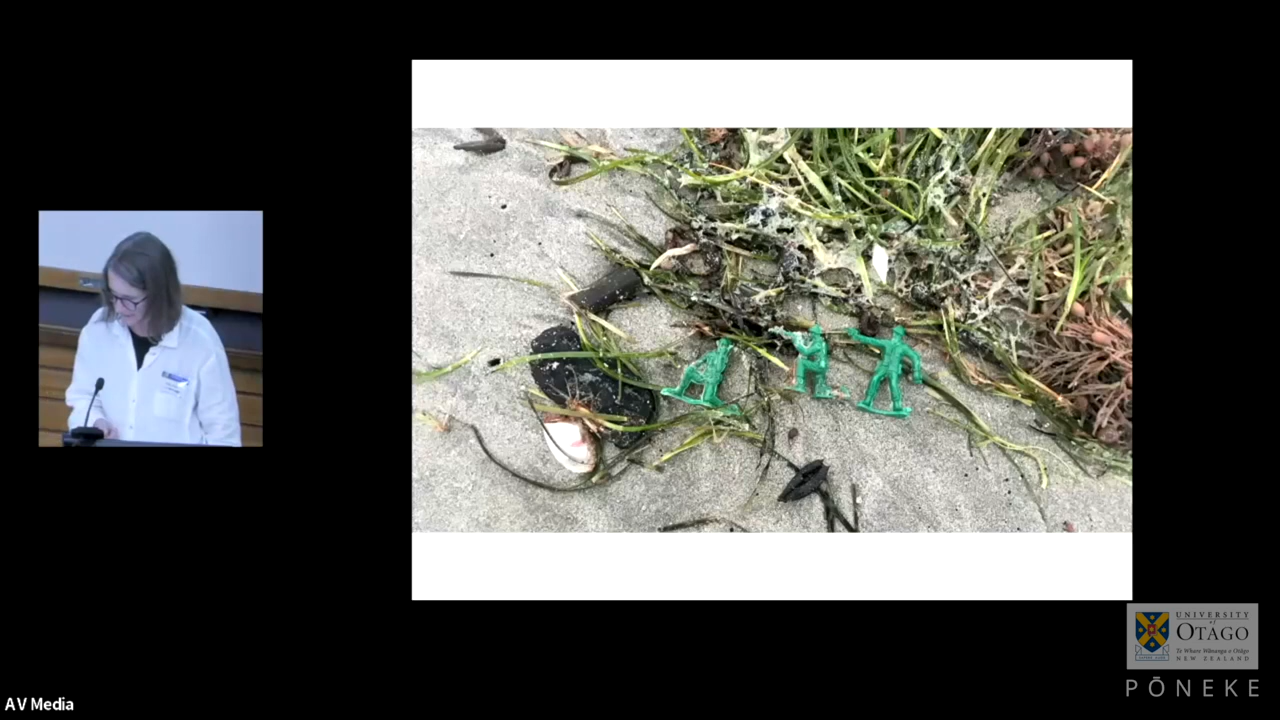 UNIVERSITY
of
OTAGO
Te Whare Wānanga o Otāgo
NEW ZEALAND
PŌNEKE
AV Media